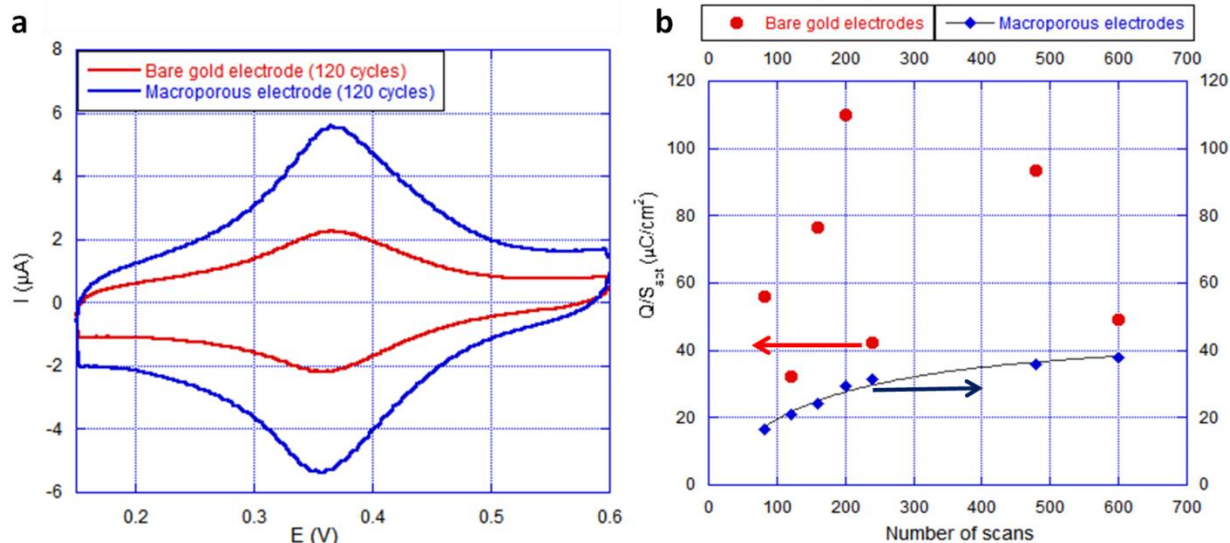 a
Bare gold electrode (120 cycles)
Macroporous electrode (120 cycles)
8
6
4
2
0
-2
-4
-6
I (µA)
0.2 0.3 0.4 0.5 0.6
E (V)
b
Bare gold electrodes Macroporous electrodes
0 100 200 300 400 500 600 700
120 120
100 100
80 80
60 60
40 40
20 20
0 0
Q/S (µC/cm²)
0 100 200 300 400 500 600 700
Number of scans